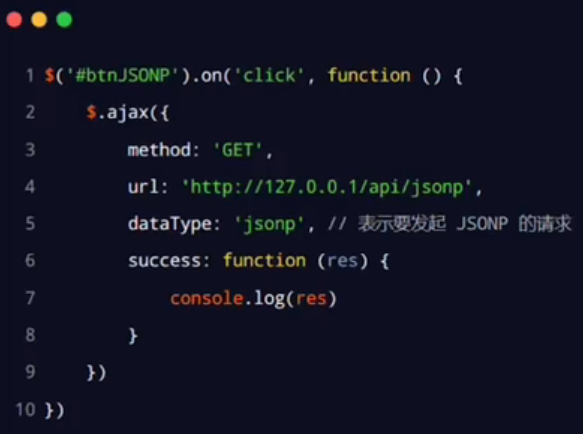 1 $('#btnJSONP').on('click', function () {
2     $.ajax({
3         method: 'GET',
4         url: 'http://127.0.0.1/api/jsonp',
5         dataType: 'jsonp', // 表示要发起 JSONP 的请求
6         success: function (res) {
7             console.log(res)
8         }
9     })
10 })